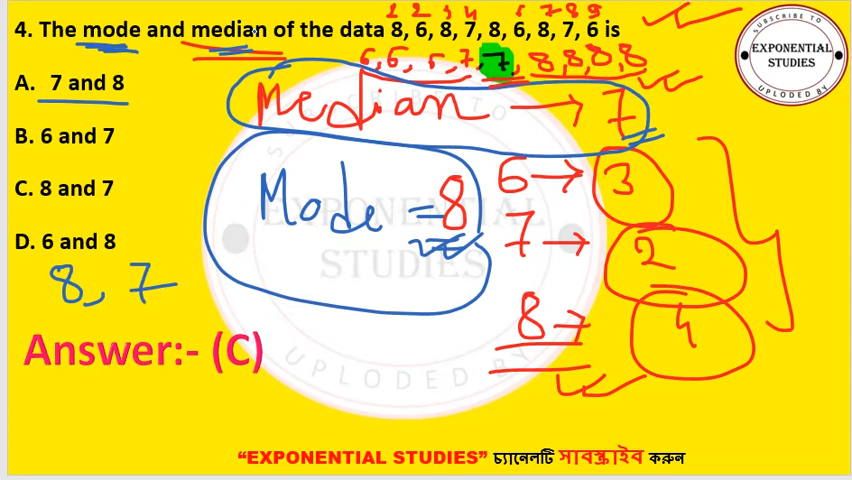 1 2 3 4 5 7 8 9
4. The mode and median of the data 8, 6, 8, 7, 8, 6, 8, 7, 6 is
6, 6, 6, 7, 7, 8, 8, 8, 8
SUBSCRIBE TO
EXPONENTIAL
STUDIES
UPLODED BY
A. 7 and 8
Median → 7
B. 6 and 7
6 → 3
C. 8 and 7
Mode = 8
7 → 2
D. 6 and 8
8, 7
8 → 4
Answer:- (C)
SUBSCRIBE TO
EXPONENTIAL
STUDIES
UPLODED BY
“EXPONENTIAL STUDIES” চ্যানেলটি সাবস্ক্রাইব করুন